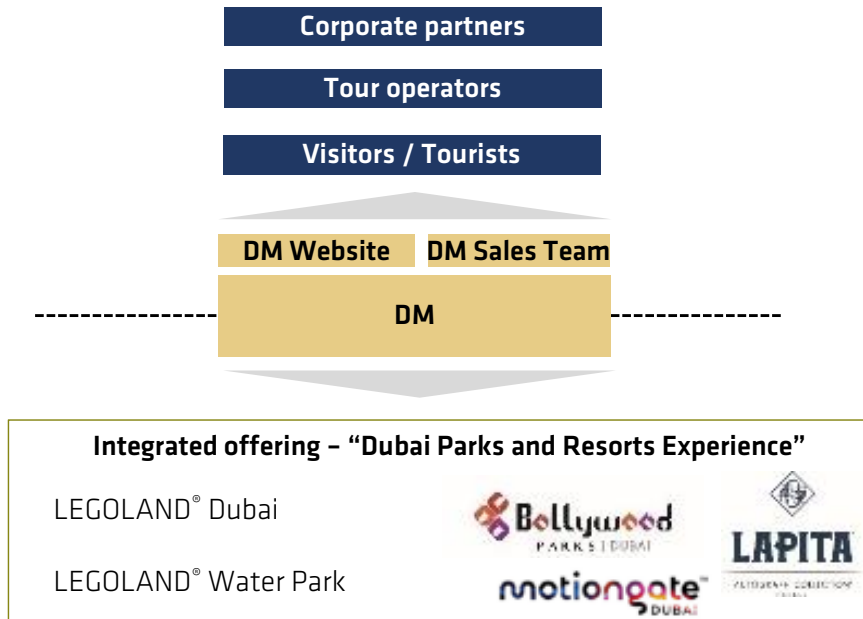 Corporate partners
Tour operators
Visitors / Tourists
DM Website
DM Sales Team
DM
Integrated offering – “Dubai Parks and Resorts Experience”
LEGOLAND® Dubai
LEGOLAND® Water Park
Bollywood
PARKS | DUBAI
motiongate™
DUBAI
LAPITA